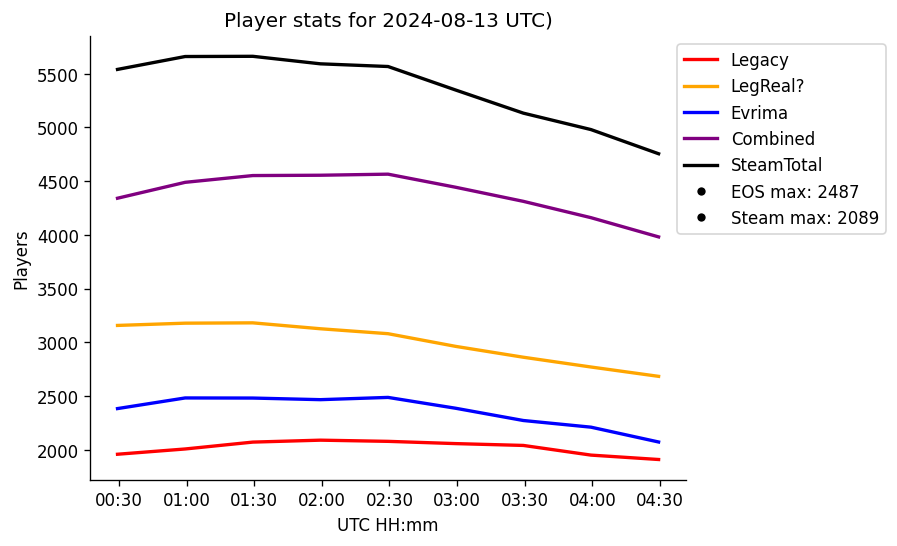 Player stats for 2024-08-13 UTC)
Players
5500
5000
4500
4000
3500
3000
2500
2000
00:30 01:00 01:30 02:00 02:30 03:00 03:30 04:00 04:30
UTC HH:mm
Legacy
LegReal?
Evrima
Combined
SteamTotal
EOS max: 2487
Steam max: 2089